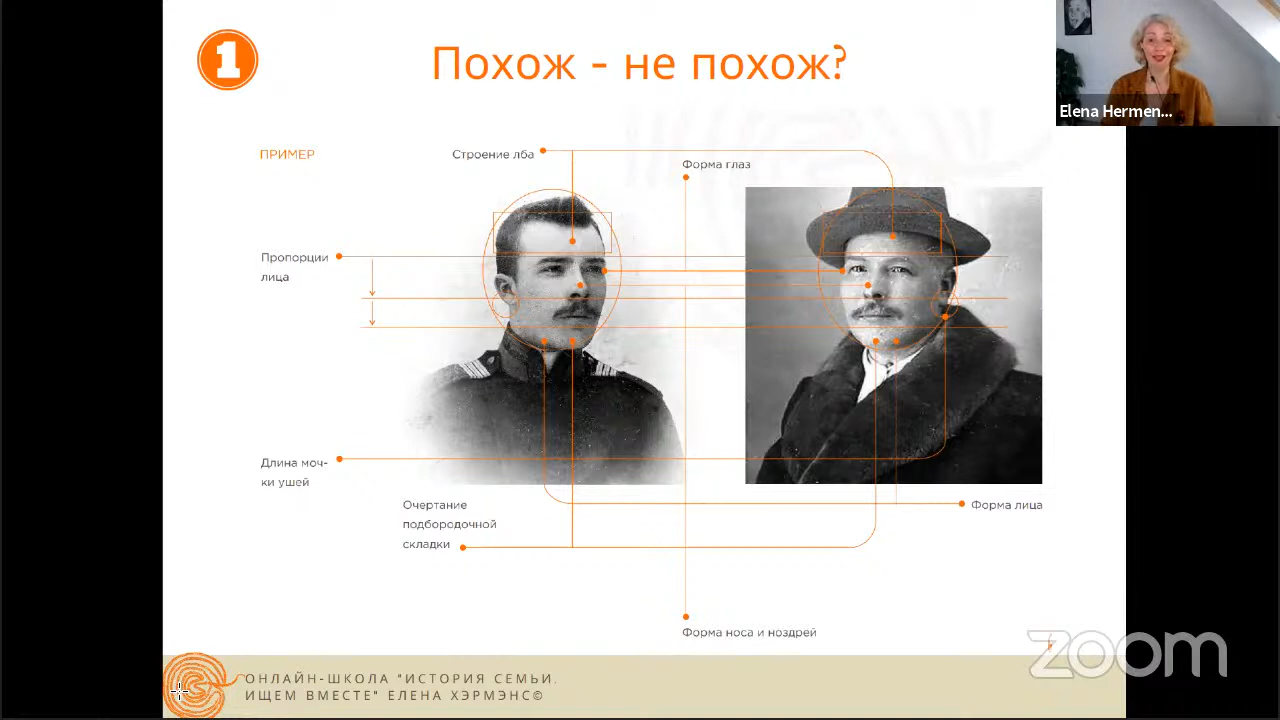 1
Похож - не похож?
Elena Hermen...
ПРИМЕР
Строение лба
Форма глаз
Пропорции
лица
Длина моч-
ки ушей
Очертание
подбородочной
складки
Форма лица
Форма носа и ноздрей
zoom
ОНЛАЙН-ШКОЛА "ИСТОРИЯ СЕМЬИ.
ИЩЕМ ВМЕСТЕ" ЕЛЕНА ХЭРМЭНС©